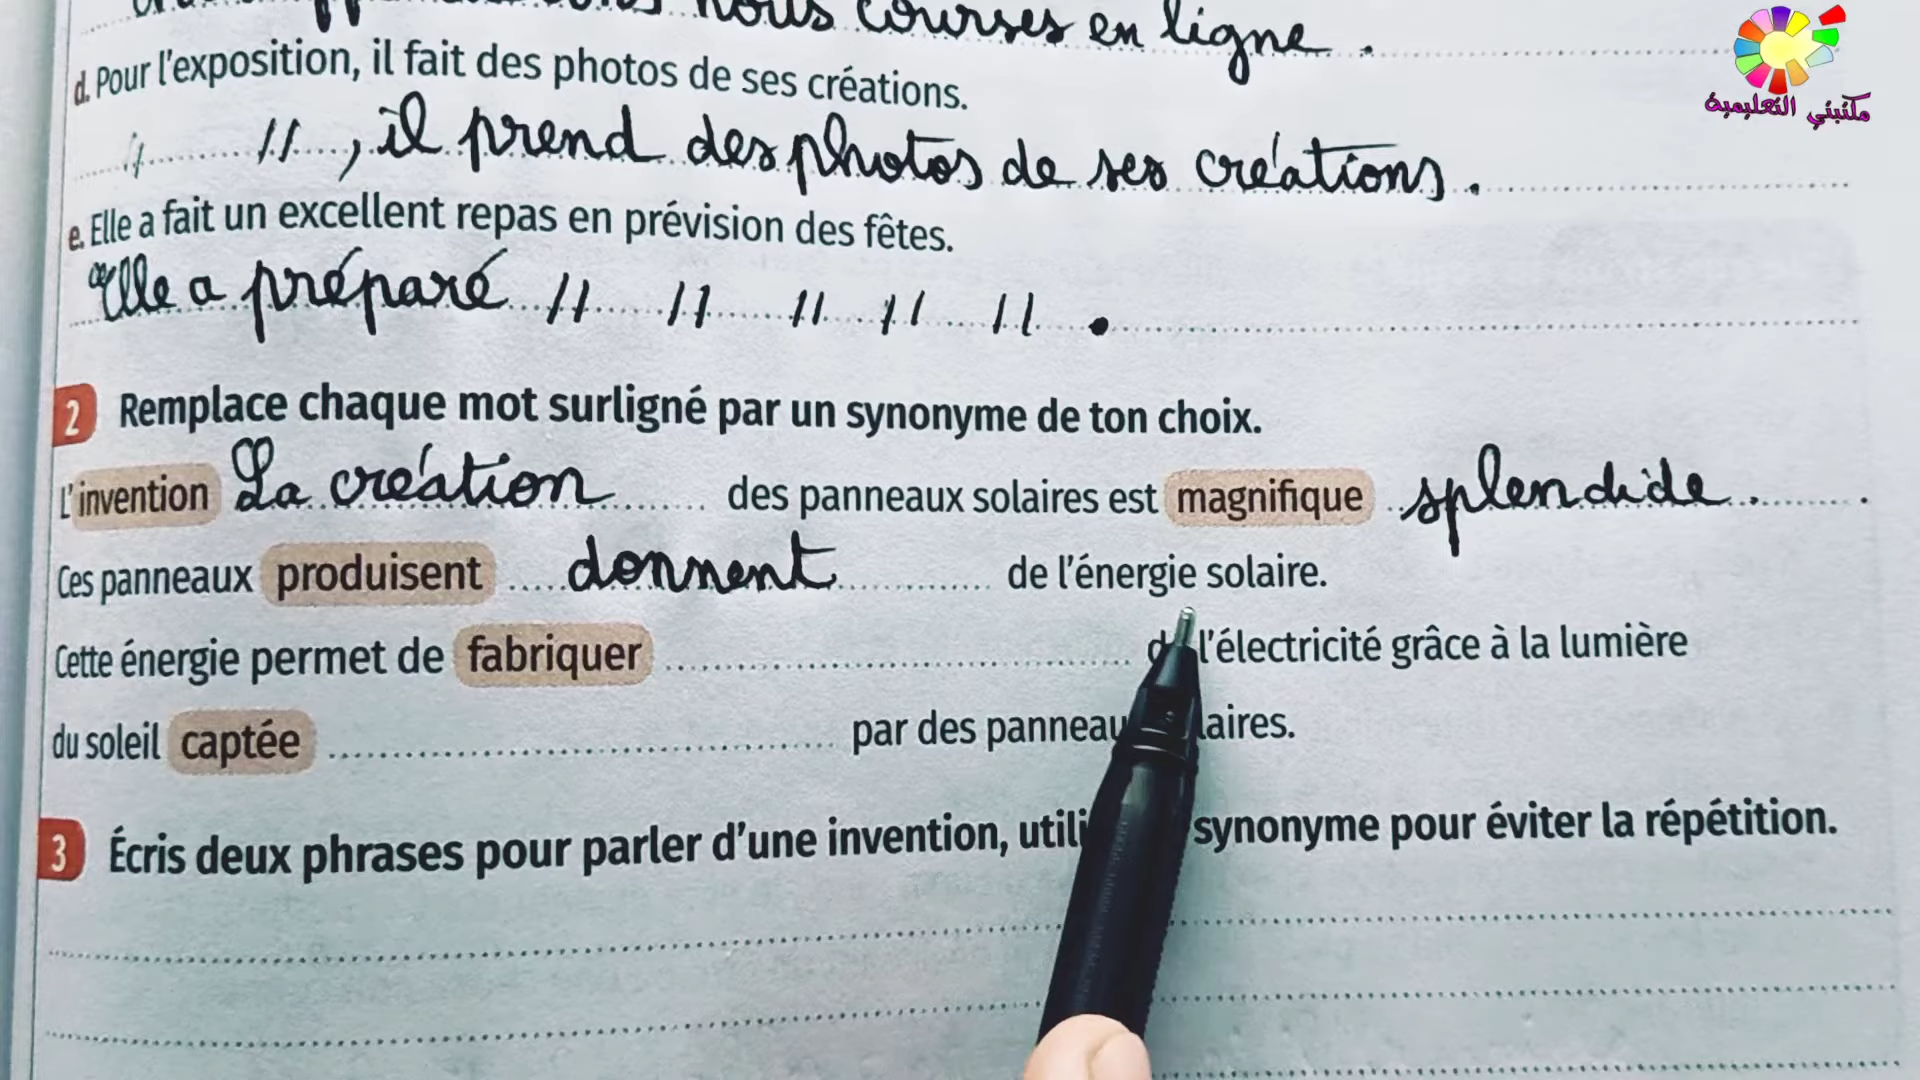 nous courses en ligne.
مكتبتي التعليمية
d. Pour l'exposition, il fait des photos de ses créations.
// // , il prend des photos de ses créations.
e. Elle a fait un excellent repas en prévision des fêtes.
Elle a préparé // // // // // .
2 Remplace chaque mot surligné par un synonyme de ton choix.
L'invention La création des panneaux solaires est magnifique splendide.
Ces panneaux produisent donnent de l'énergie solaire.
Cette énergie permet de fabriquer l'électricité grâce à la lumière
du soleil captée par des
3 Écris deux phrases pour parler d'une invention, synonyme pour éviter la répétition.